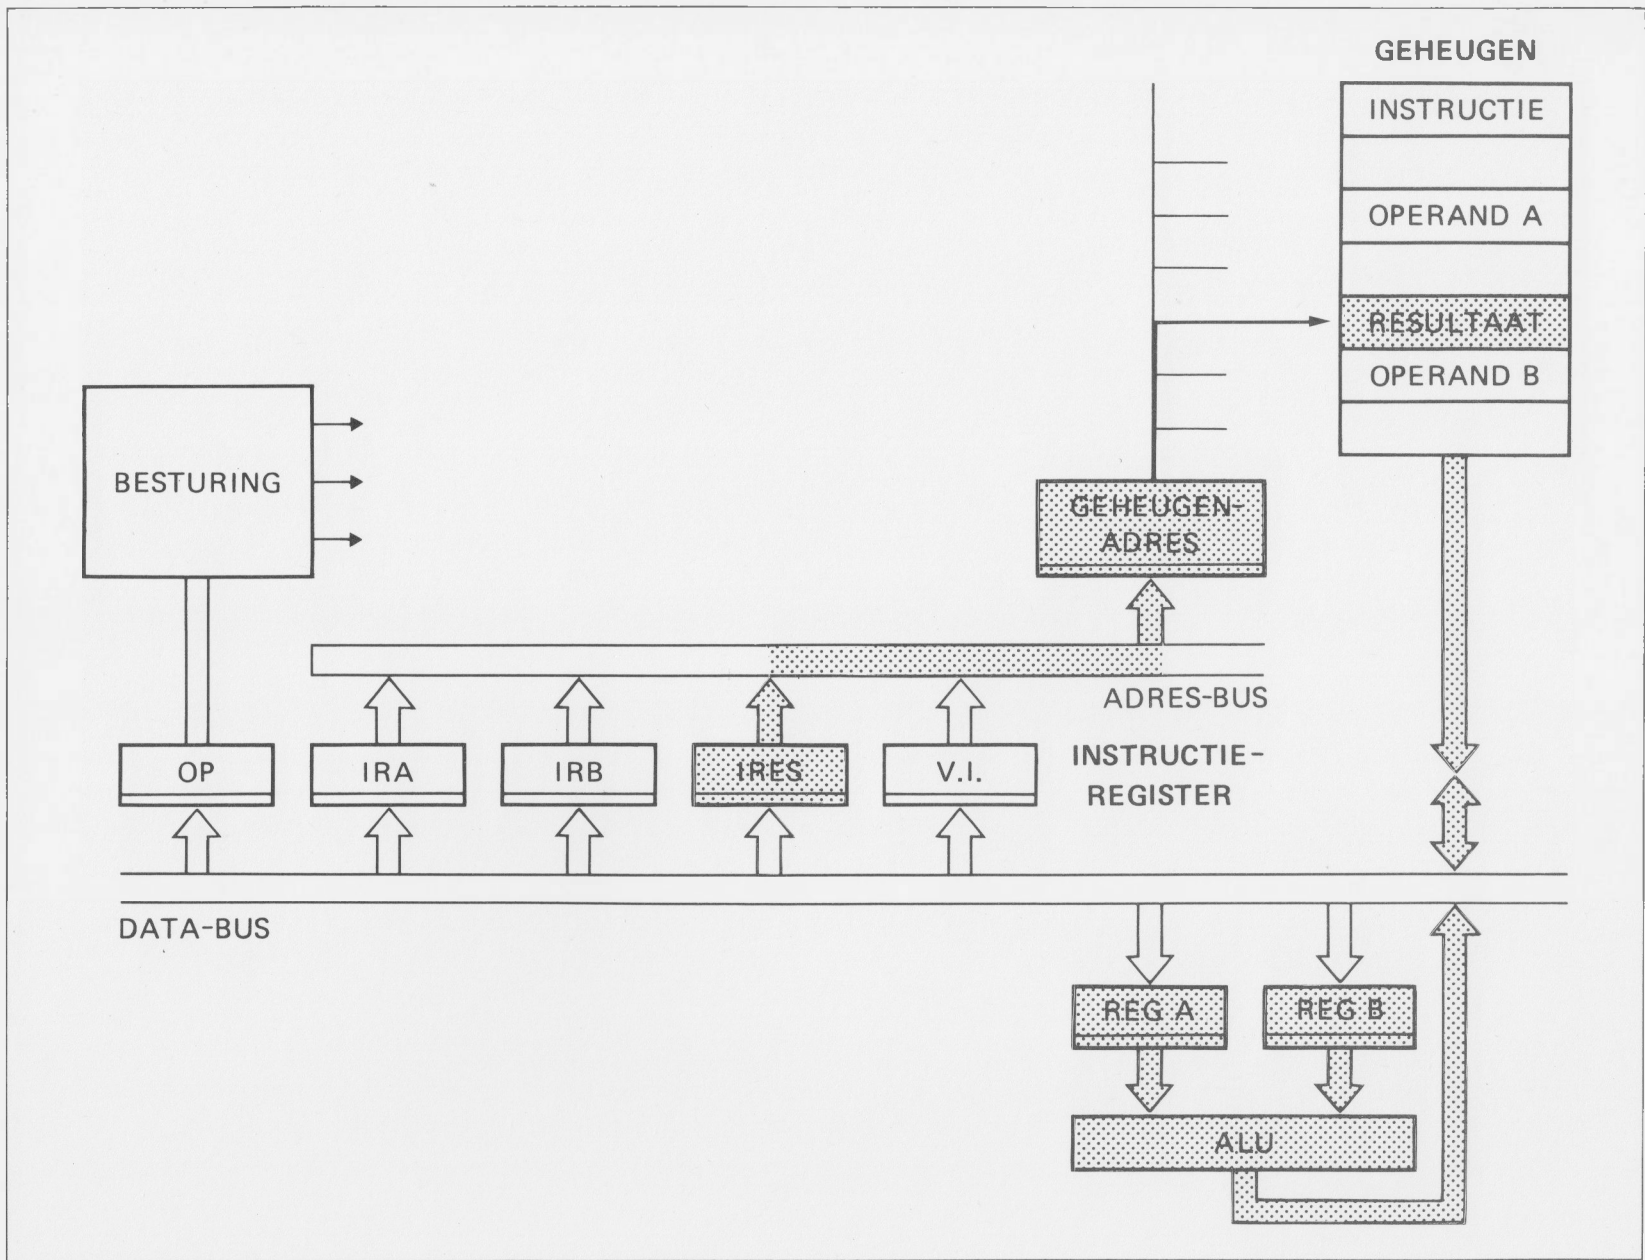 GEHEUGEN
INSTRUCTIE
OPERAND A
RESULTAAT
OPERAND B
BESTURING
GEHEUGEN-
ADRES
ADRES-BUS
OP
IRA
IRB
IRES
V.I.
INSTRUCTIE-
REGISTER
DATA-BUS
REG A
REG B
ALU